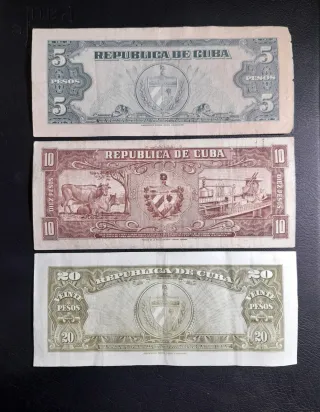 5 5
REPUBLICA DE CUBA
PESOS PESOS
5 5
10 REPUBLICA DE CUBA 10
DIEZ PESOS DIEZ PESOS
10 10
20 REPUBLICA DE CUBA 20
VEINTE VEINTE
PESOS PESOS
20 20